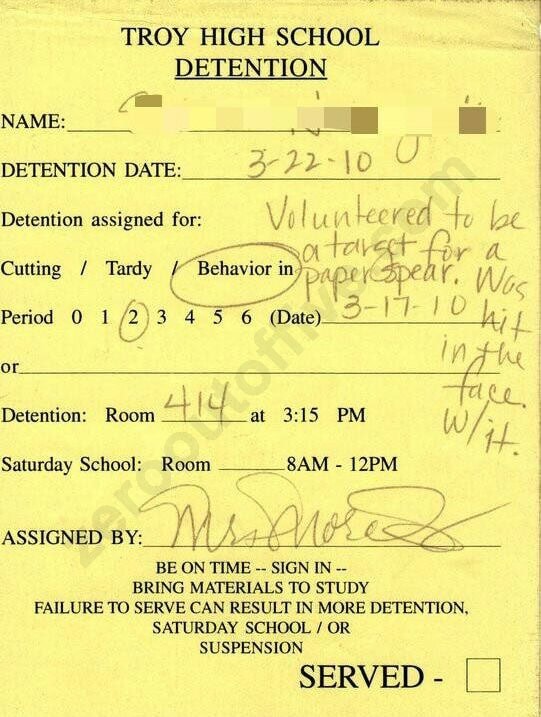 TROY HIGH SCHOOL
DETENTION
NAME:
DETENTION DATE: 3-22-10
Detention assigned for:
Volunteered to be
a target for a
paper spear. Was
hit
in the
face.
W/it.
Cutting / Tardy / Behavior in
Period 0 1 2 3 4 5 6 (Date) 3-17-10
or
Detention: Room 414 at 3:15 PM
Saturday School: Room 8AM - 12PM
ASSIGNED BY: Mrs
BE ON TIME -- SIGN IN --
BRING MATERIALS TO STUDY
FAILURE TO SERVE CAN RESULT IN MORE DETENTION,
SATURDAY SCHOOL / OR
SUSPENSION
SERVED -
zerooutoffive.com